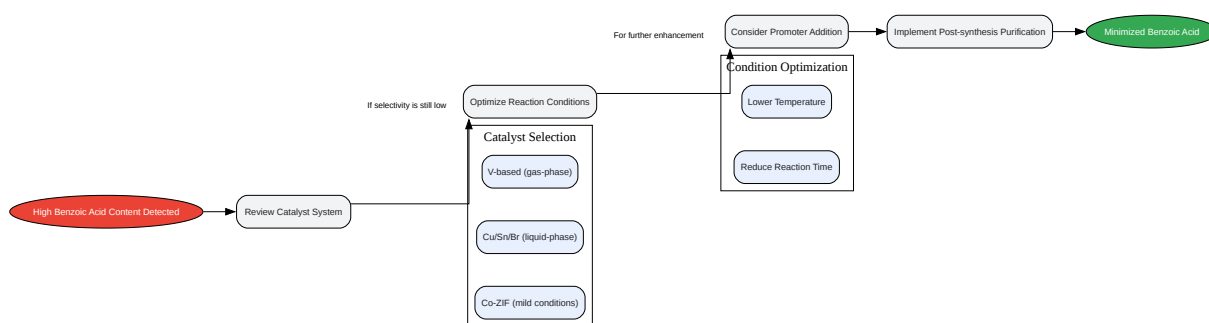 High Benzoic Acid Content Detected
Review Catalyst System
If selectivity is still low
Optimize Reaction Conditions
Catalyst Selection
V-based (gas-phase)
Cu/Sn/Br (liquid-phase)
Co-ZIF (mild conditions)
For further enhancement
Consider Promoter Addition
Condition Optimization
Lower Temperature
Reduce Reaction Time
Implement Post-synthesis Purification
Minimized Benzoic Acid